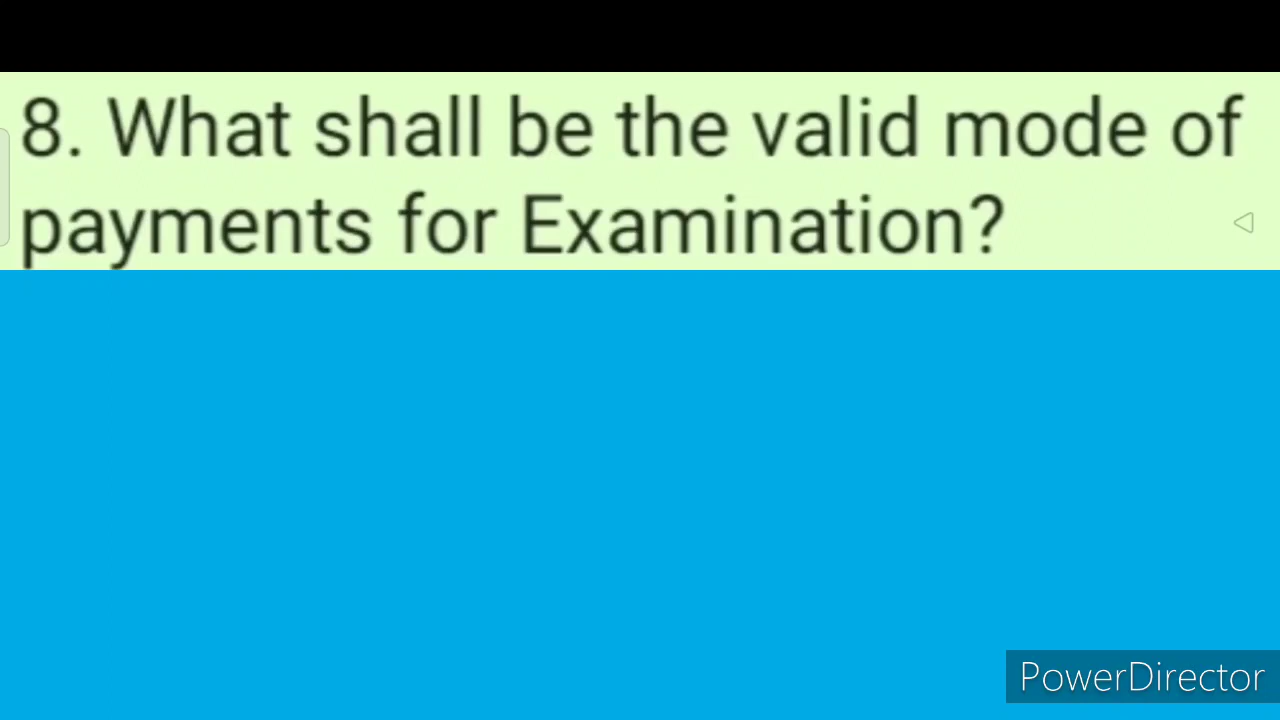 8. What shall be the valid mode of
payments for Examination?
PowerDirector